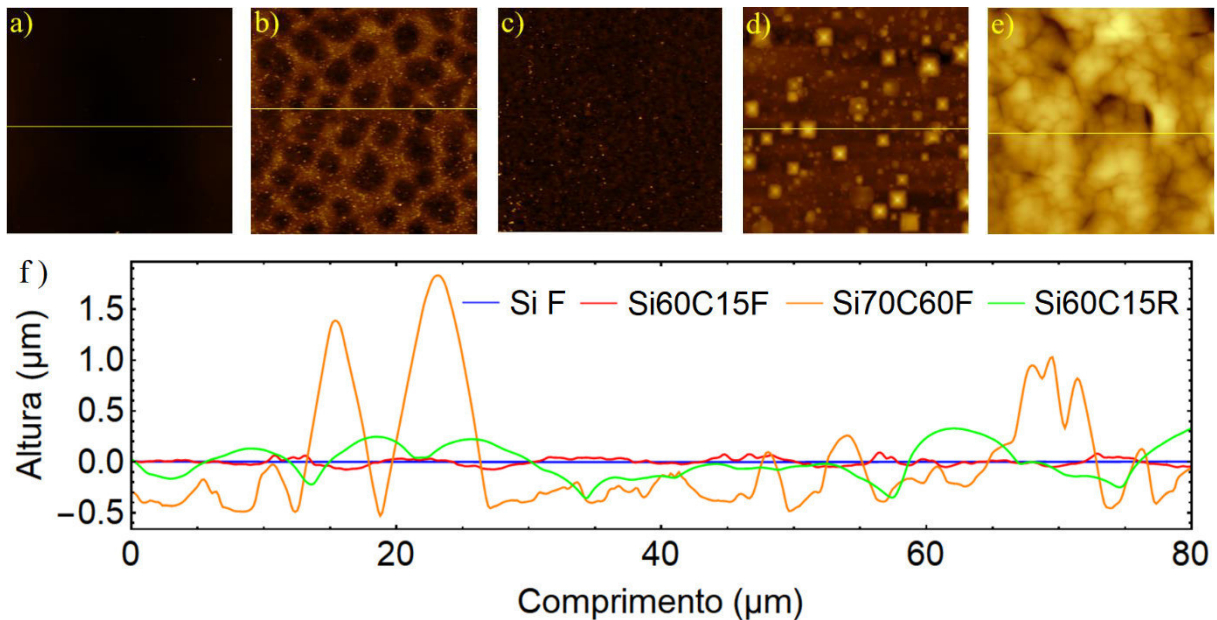 a)
b)
c)
d)
e)
f)
Si F Si60C15F Si70C60F Si60C15R
Altura (µm)
1.5
1.0
0.5
0.0
−0.5
0 20 40 60 80
Comprimento (µm)